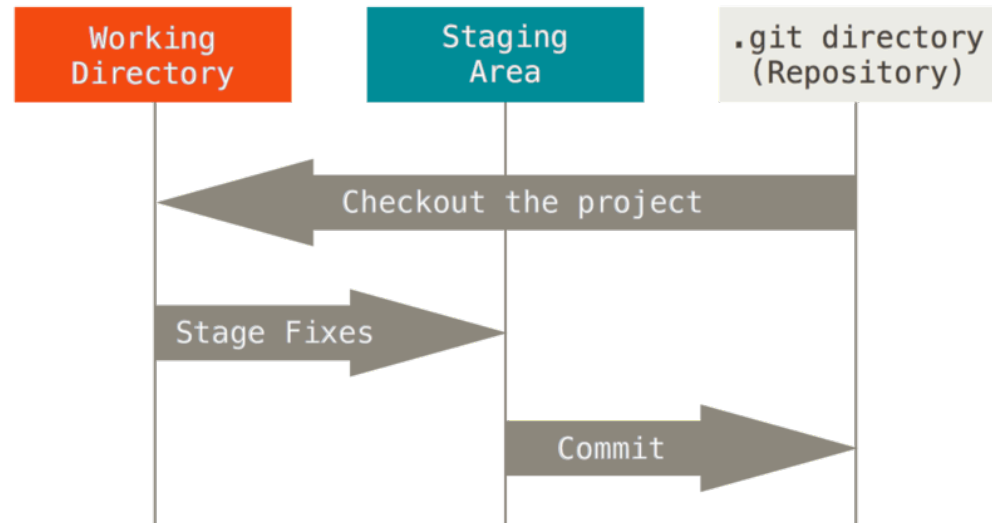 Working
Directory
Staging
Area
.git directory
(Repository)
Checkout the project
Stage Fixes
Commit